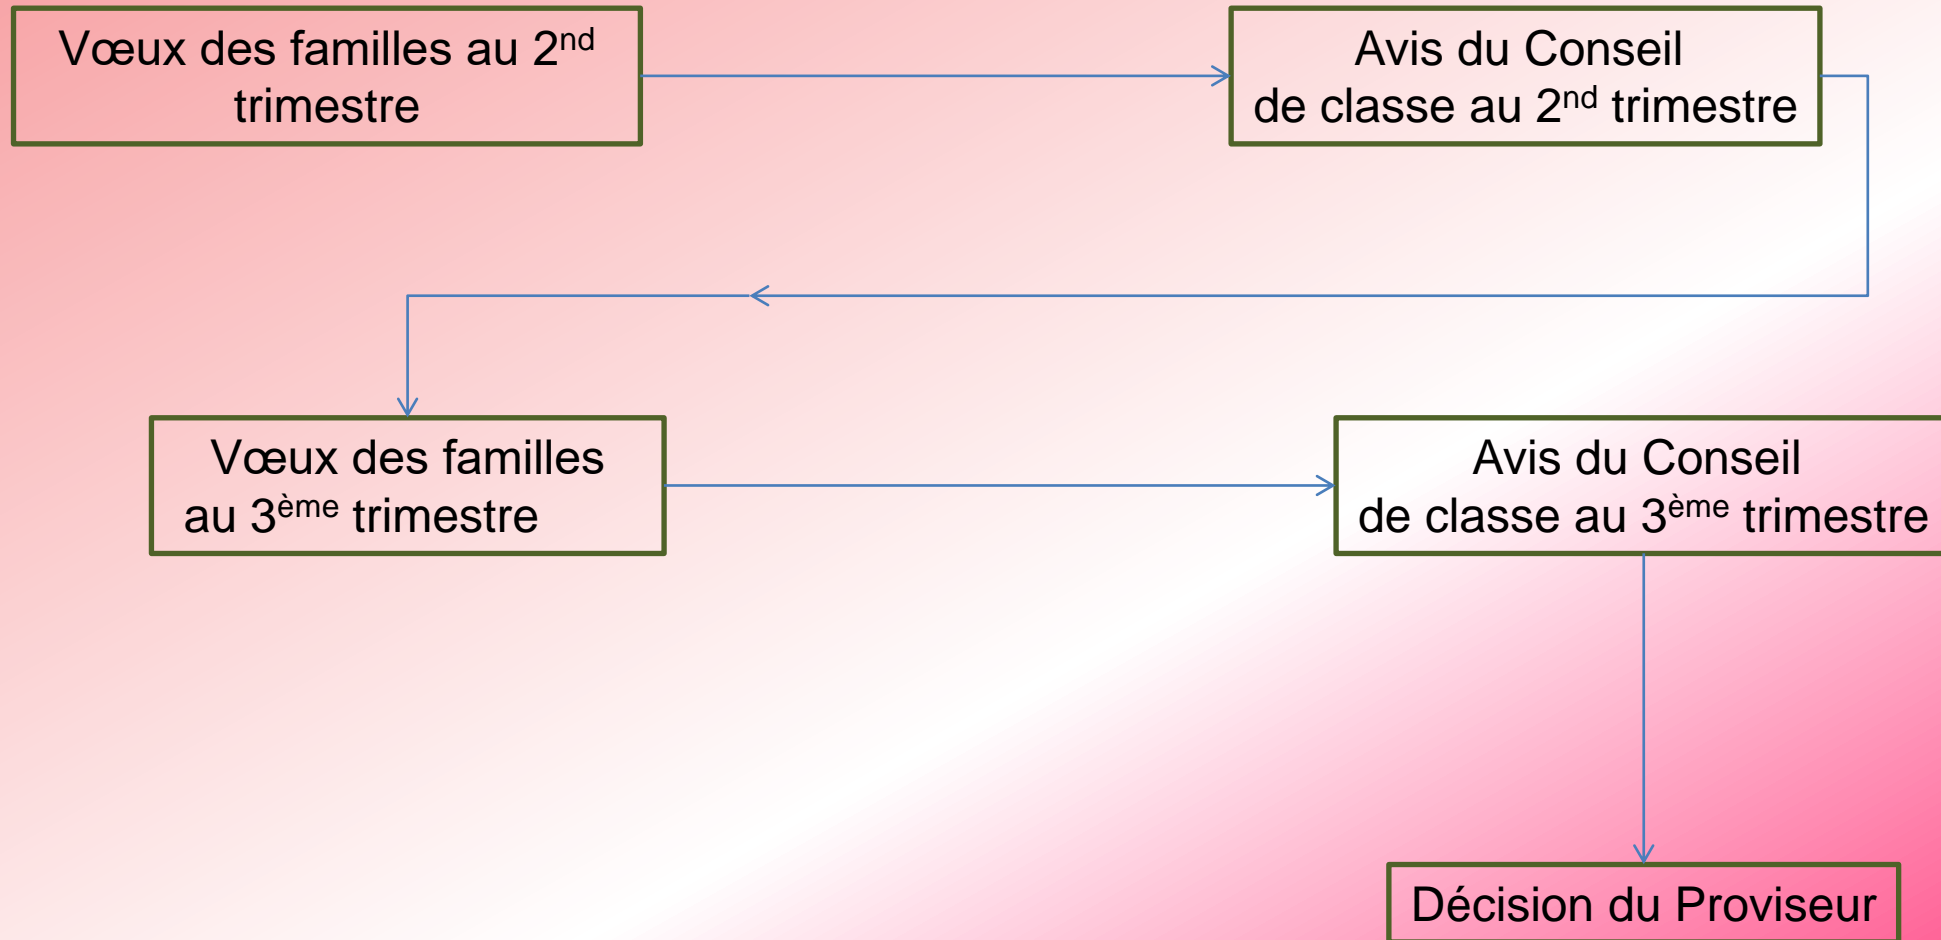 Vœux des familles au 2nd
trimestre
Avis du Conseil
de classe au 2nd trimestre
Vœux des familles
au 3ème trimestre
Avis du Conseil
de classe au 3ème trimestre
Décision du Proviseur